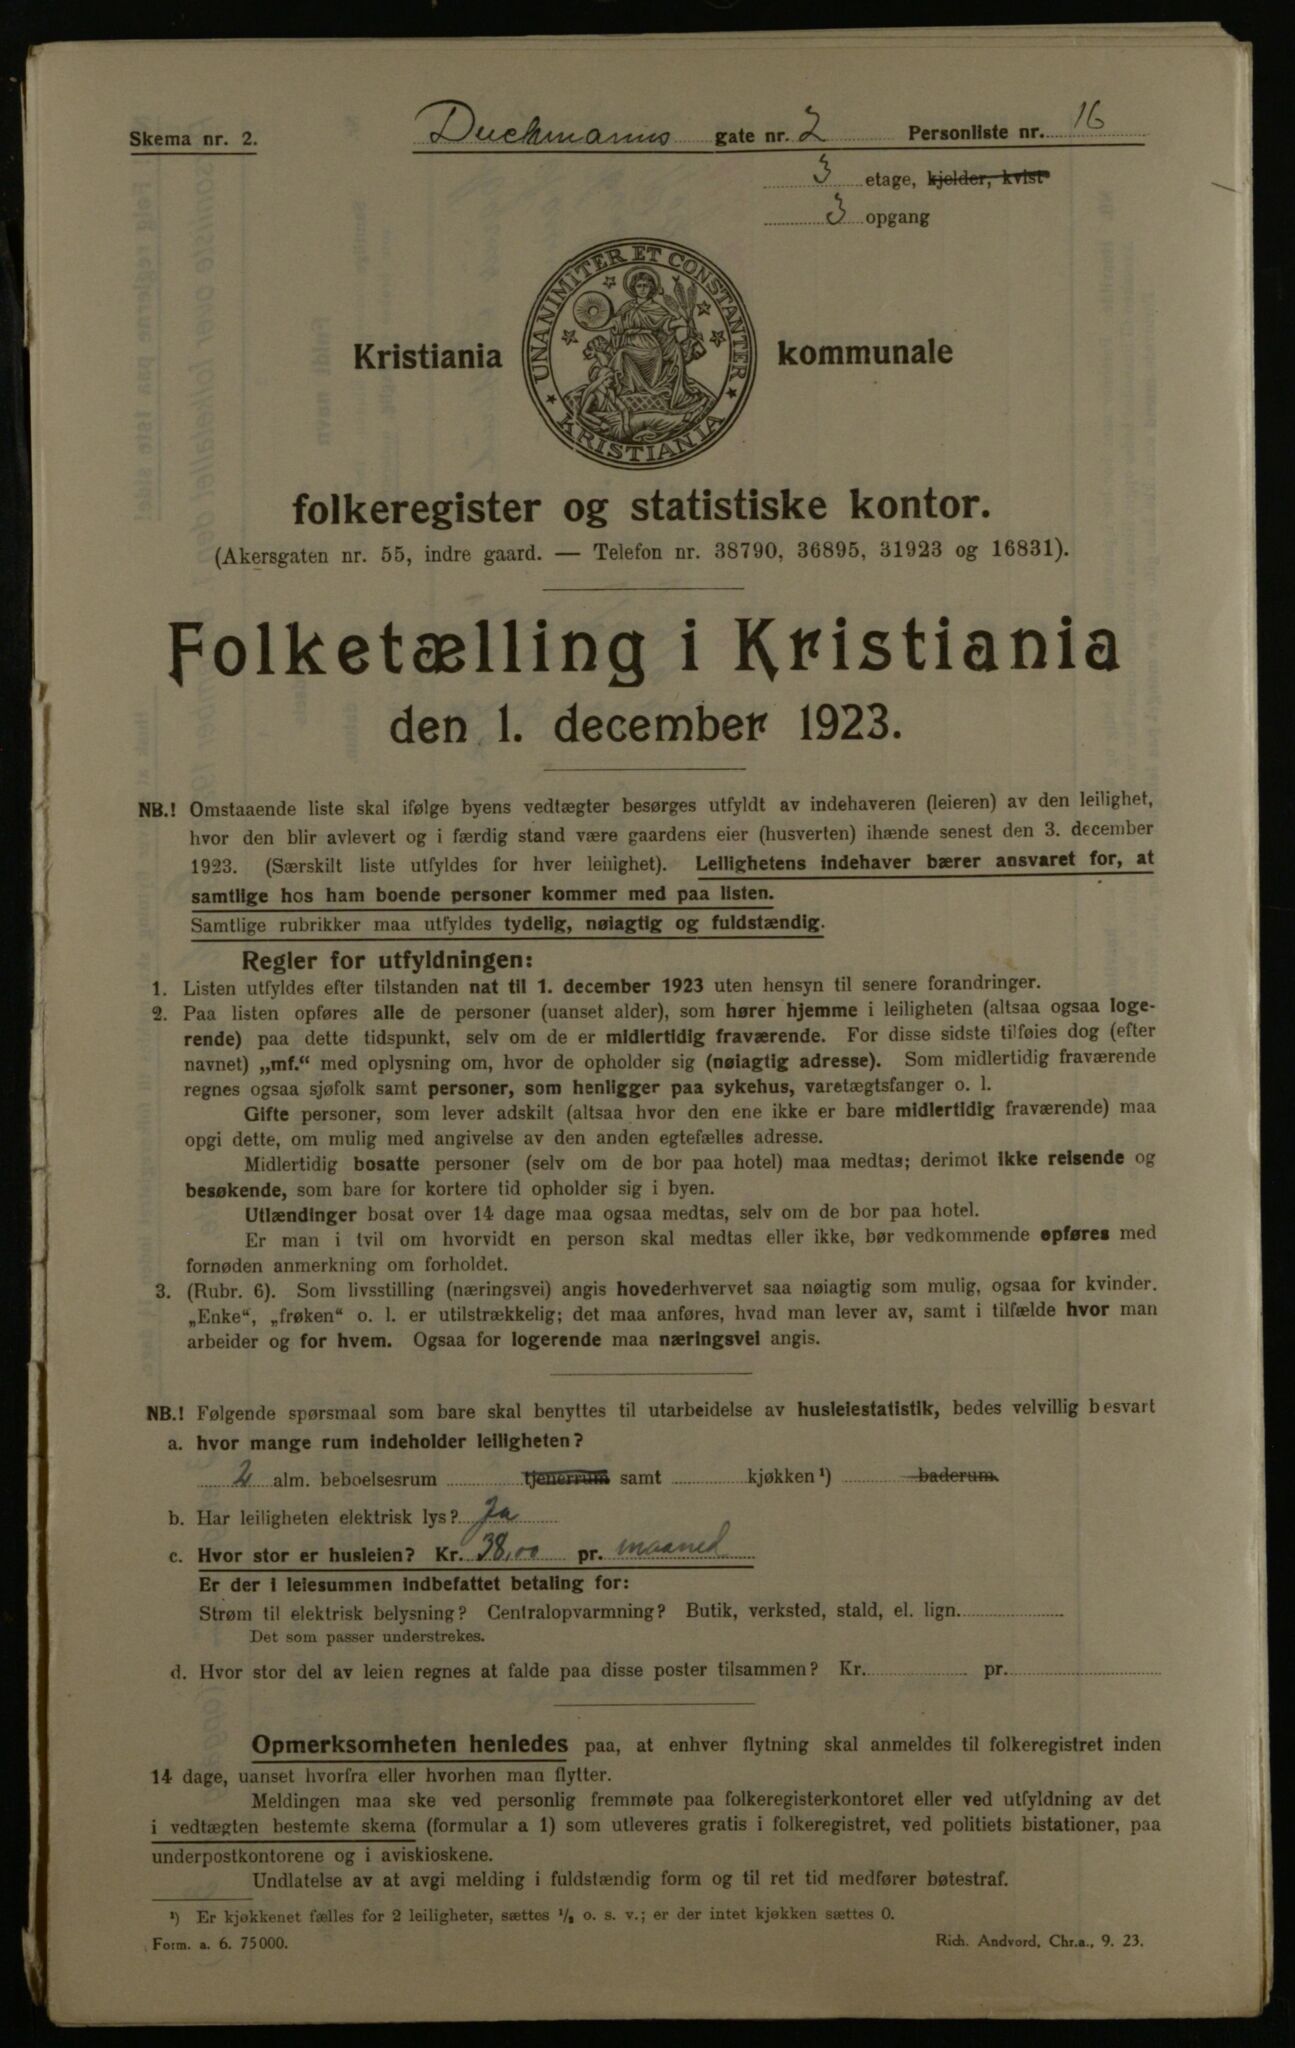 Skema nr. 2.
Duehmanns gate nr. 2 Personliste nr. 16
3 etage, kjelder, kvist
3 opgang
UNANIMITER ET CONSTANTER
KRISTIANIA
Kristiania kommunale
folkeregister og statistiske kontor.
(Akersgaten nr. 55, indre gaard. — Telefon nr. 38790, 36895, 31923 og 16831).
Folketælling i Kristiania
den 1. december 1923.
NB.! Omstaaende liste skal ifølge byens vedtægter besørges utfyldt av indehaveren (leieren) av den leilighet,
hvor den blir avlevert og i færdig stand være gaardens eier (husverten) ihænde senest den 3. december
1923. (Særskilt liste utfyldes for hver leilighet). Leilighetens indehaver bærer ansvaret for, at
samtlige hos ham boende personer kommer med paa listen.
Samtlige rubrikker maa utfyldes tydelig, nøiagtig og fuldstændig.
Regler for utfyldningen:
1. Listen utfyldes efter tilstanden nat til 1. december 1923 uten hensyn til senere forandringer.
2. Paa listen opføres alle de personer (uanset alder), som hører hjemme i leiligheten (altsaa ogsaa loge-
rende) paa dette tidspunkt, selv om de er midlertidig fraværende. For disse sidste tilføies dog (efter
navnet) „mf.“ med oplysning om, hvor de opholder sig (nøiagtig adresse). Som midlertidig fraværende
regnes ogsaa sjøfolk samt personer, som henligger paa sykehus, varetægtsfanger o. l.
Gifte personer, som lever adskilt (altsaa hvor den ene ikke er bare midlertidig fraværende) maa
opgi dette, om mulig med angivelse av den anden egtefælles adresse.
Midlertidig bosatte personer (selv om de bor paa hotel) maa medtas; derimot ikke reisende og
besøkende, som bare for kortere tid opholder sig i byen.
Utlændinger bosat over 14 dage maa ogsaa medtas, selv om de bor paa hotel.
Er man i tvil om hvorvidt en person skal medtas eller ikke, bør vedkommende opføres med
fornøden anmerkning om forholdet.
3. (Rubr. 6). Som livsstilling (næringsvei) angis hovederhvervet saa nøiagtig som mulig, ogsaa for kvinder.
„Enke“, „frøken“ o. l. er utilstrækkelig; det maa anføres, hvad man lever av, samt i tilfælde hvor man
arbeider og for hvem. Ogsaa for logerende maa næringsvei angis.
NB.! Følgende spørsmaal som bare skal benyttes til utarbeidelse av husleiestatistik, bedes velvillig besvart
a. hvor mange rum indeholder leiligheten?
2 alm. beboelsesrum tjenerrum samt kjøkken¹) baderum.
b. Har leiligheten elektrisk lys? Ja
c. Hvor stor er husleien? Kr. 38,00 pr. maaned
Er der i leiesummen indbefattet betaling for:
Strøm til elektrisk belysning? Centralopvarmning? Butik, verksted, stald, el. lign.
Det som passer understrekes.
d. Hvor stor del av leien regnes at falde paa disse poster tilsammen? Kr. pr.
Opmerksomheten henledes paa, at enhver flytning skal anmeldes til folkeregistret inden
14 dage, uanset hvorfra eller hvorhen man flytter.
Meldingen maa ske ved personlig fremmøte paa folkeregisterkontoret eller ved utfyldning av det
i vedtægten bestemte skema (formular a 1) som utleveres gratis i folkeregistret, ved politiets bistationer, paa
underpostkontorene og i aviskioskene.
Undlatelse av at avgi melding i fuldstændig form og til ret tid medfører bøtestraf.
¹) Er kjøkkenet fælles for 2 leiligheter, sættes ½ o. s. v.; er der intet kjøkken sættes 0.
Form. a. 6. 75000. Rich. Andvord, Chr.a., 9. 23.